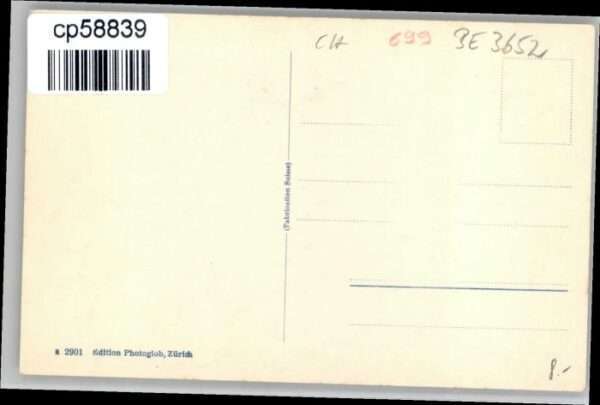 cp58839
CH 699 BE 3652
(Fabrication Suisse)
2901 Edition Photoglob, Zürich
8.-